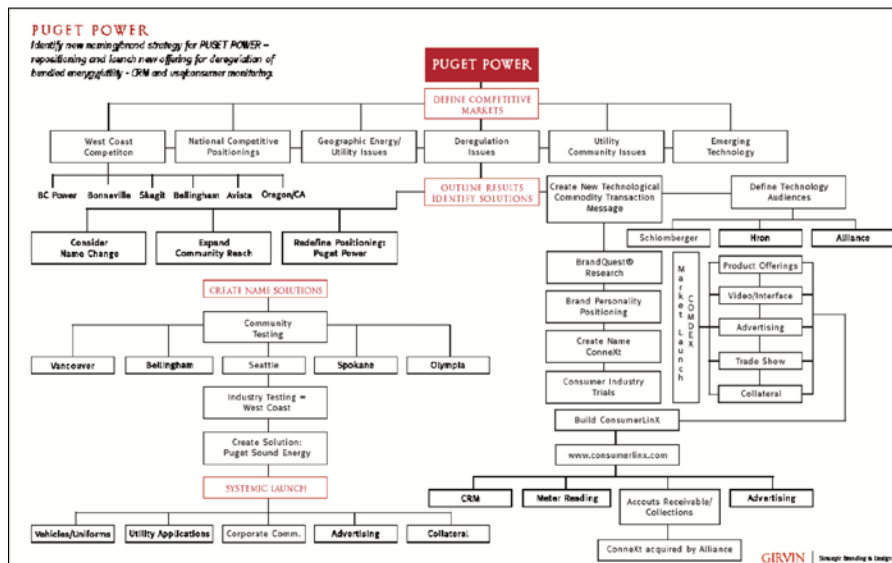 PUGET POWER
Identify new naming/brand strategy for PUGET POWER –
repositioning and launch new offering for deregulation of
bundled energy/utility - CRM and use/consumer monitoring.
PUGET POWER
DEFINE COMPETITIVE
MARKETS
West Coast
Competiton
National Competitive
Positionings
Geographic Energy/
Utility Issues
Deregulation
Issues
Utility
Community Issues
Emerging
Technology
BC Power
Bonneville
Skagit
Bellingham
Avista
Oragon/CA
OUTLINE RESULTS
IDENTIFY SOLUTIONS
Create New Technological
Commodity Transaction
Message
Define Technology
Audiences
Consider
Name Change
Expand
Community Reach
Redefine Positioning:
Puget Power
Schlomberger
Itron
Alliance
CREATE NAME SOLUTIONS
Community
Testing
Vancouver
Bellingham
Seattle
Spokane
Olympia
Industry Testing =
West Coast
Create Solution:
Puget Sound Energy
SYSTEMIC LAUNCH
Vehicles/Uniforms
Utility Applications
Corporate Comm.
Advertising
Collateral
BrandQuest®
Research
Brand Personality
Positioning
Create Name
ConneXt
Consumer Industry
Trials
Market Launch
COMDEX
Product Offerings
Video/Interface
Advertising
Trade Show
Collateral
Build ConsumerLinX
www.consumerlinx.com
CRM
Meter Reading
Accouts Receivable/
Collections
Advertising
ConneXt acquired by Alliance
GIRVIN | Strategic Branding & Design